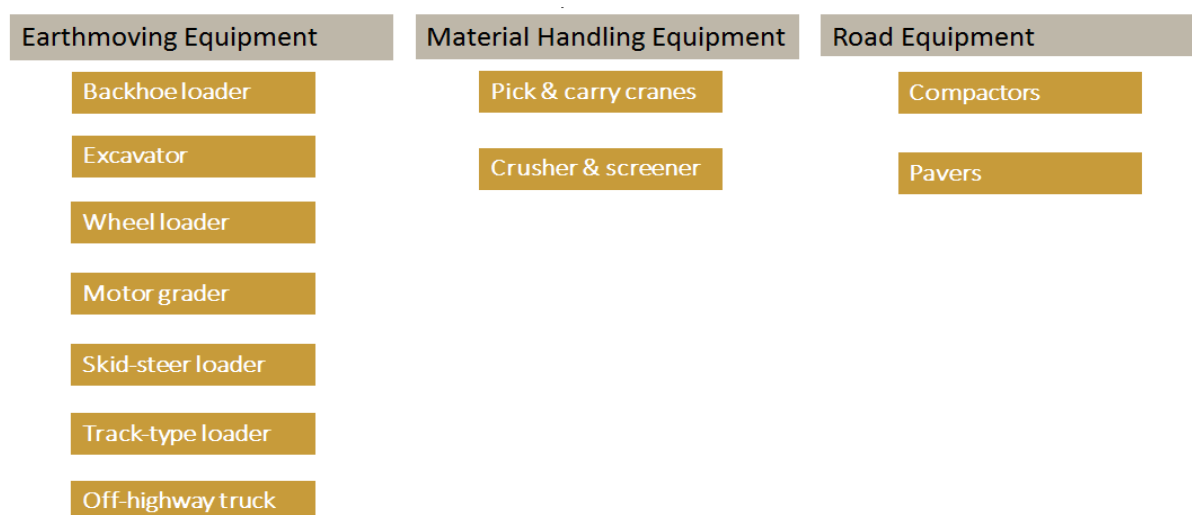 Earthmoving Equipment
Backhoe loader
Excavator
Wheel loader
Motor grader
Skid-steer loader
Track-type loader
Off-highway truck
Material Handling Equipment
Pick & carry cranes
Crusher & screener
Road Equipment
Compactors
Pavers